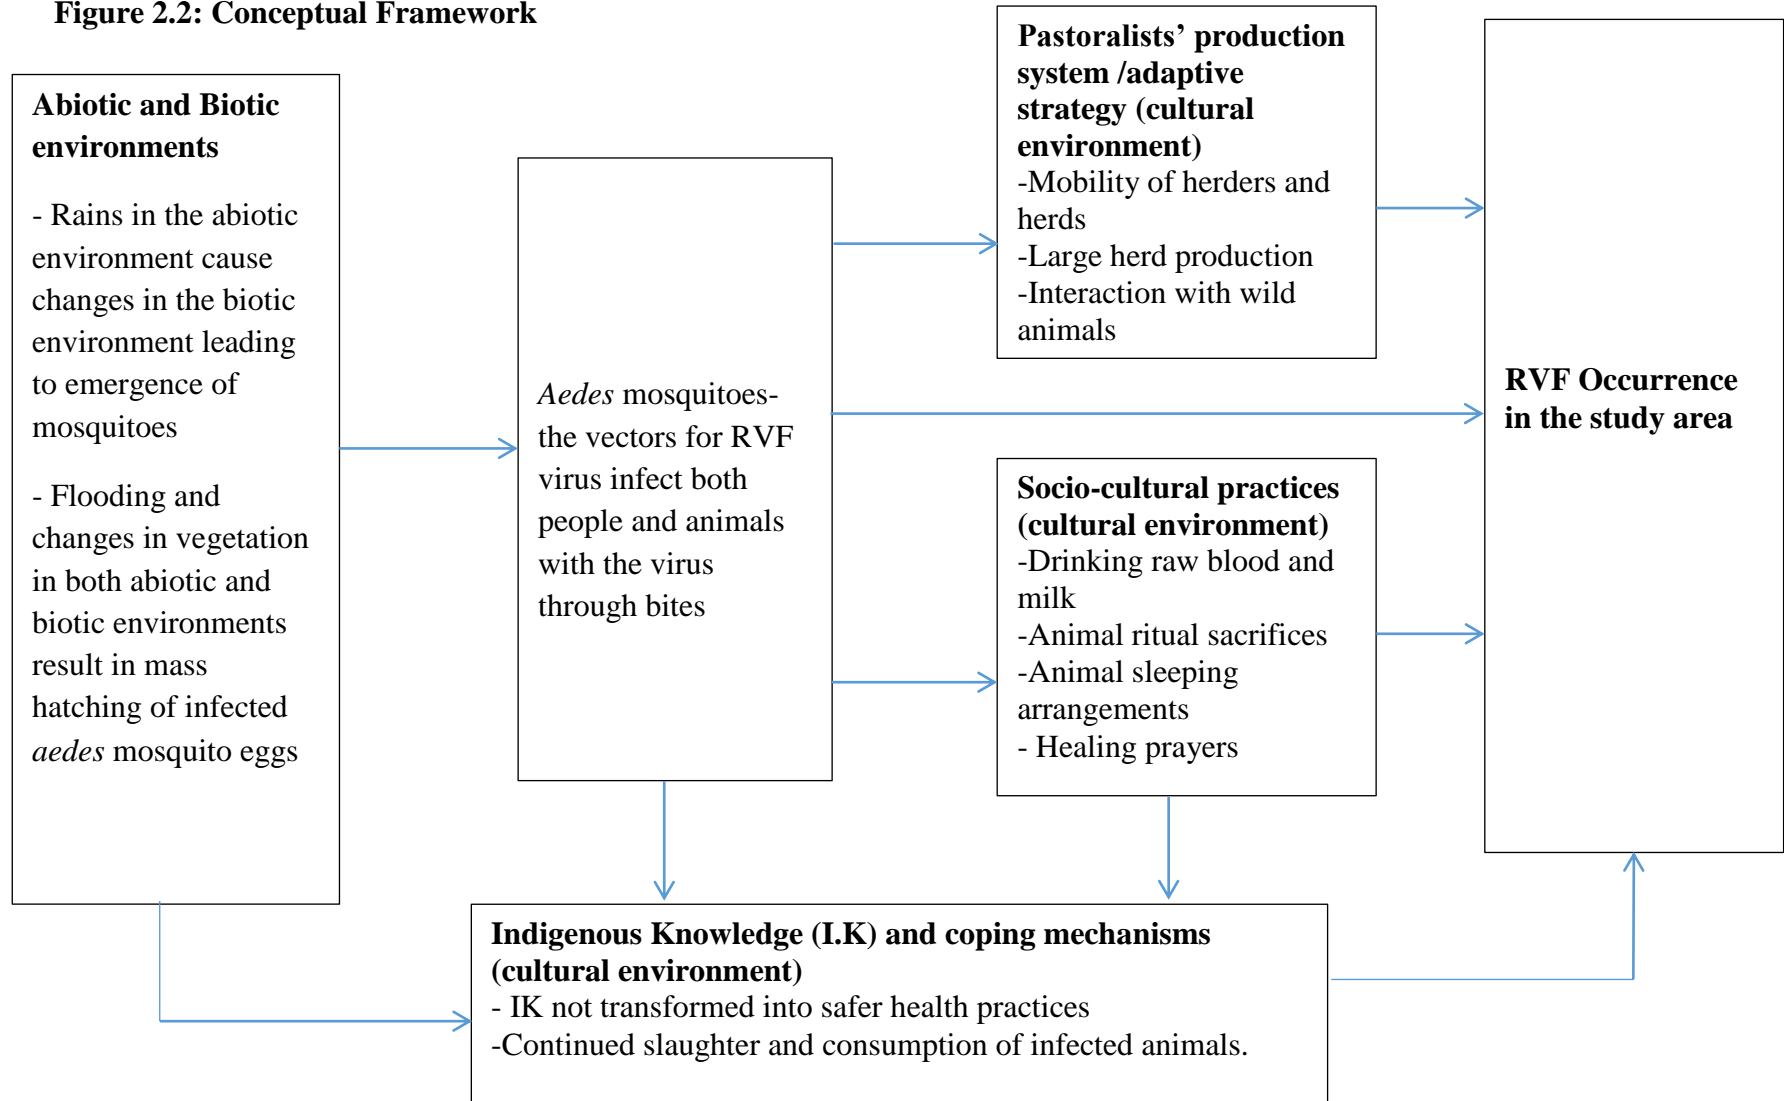 Figure 2.2: Conceptual Framework
Abiotic and Biotic
environments
- Rains in the abiotic
environment cause
changes in the biotic
environment leading
to emergence of
mosquitoes
- Flooding and
changes in vegetation
in both abiotic and
biotic environments
result in mass
hatching of infected
aedes mosquito eggs
Aedes mosquitoes-
the vectors for RVF
virus infect both
people and animals
with the virus
through bites
Pastoralists’ production
system /adaptive
strategy (cultural
environment)
-Mobility of herders and
herds
-Large herd production
-Interaction with wild
animals
Socio-cultural practices
(cultural environment)
-Drinking raw blood and
milk
-Animal ritual sacrifices
-Animal sleeping
arrangements
- Healing prayers
RVF Occurrence
in the study area
Indigenous Knowledge (I.K) and coping mechanisms
(cultural environment)
- IK not transformed into safer health practices
-Continued slaughter and consumption of infected animals.